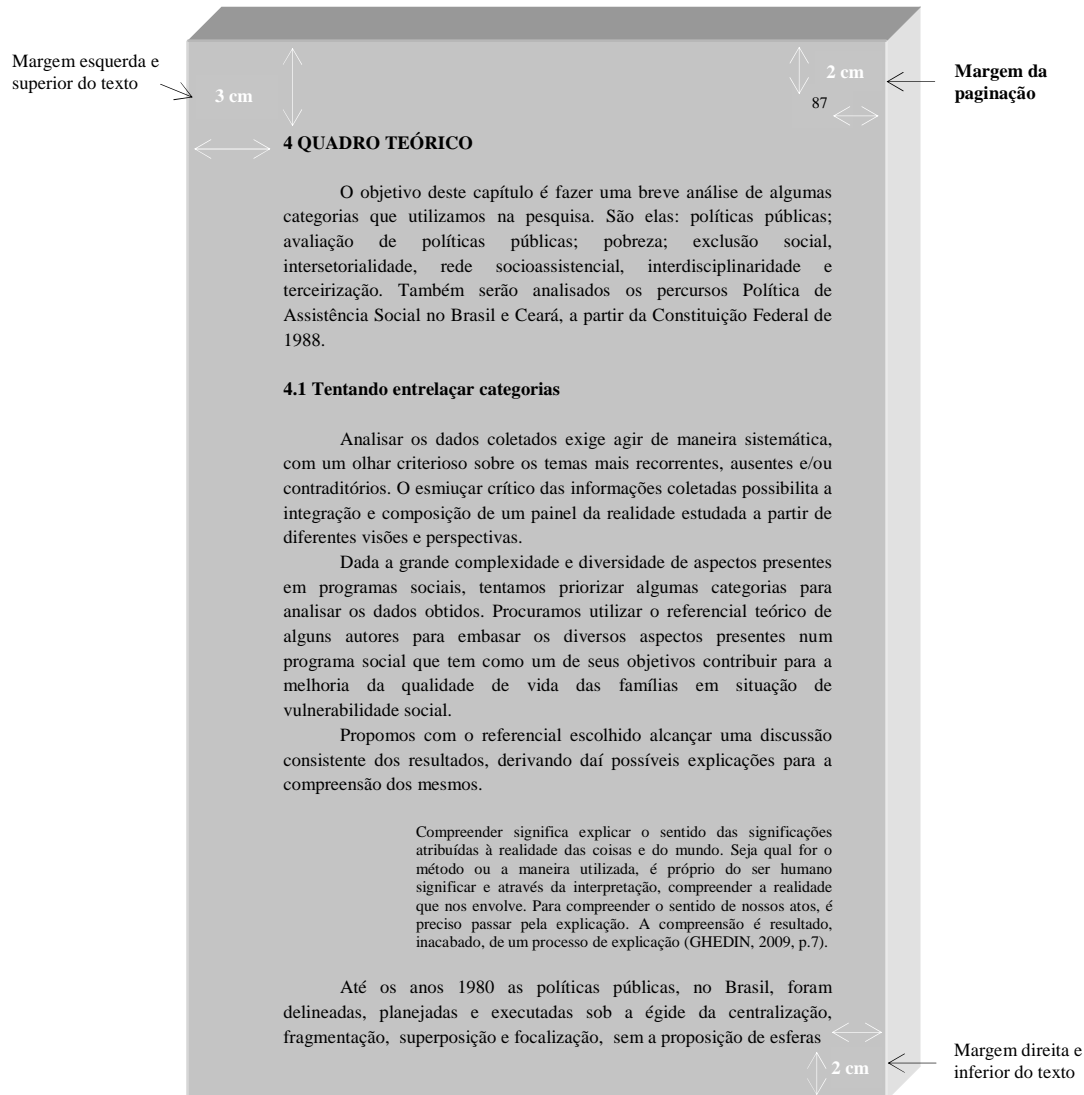 Margem esquerda e
superior do texto
3 cm
2 cm
Margem da
paginação
87
4 QUADRO TEÓRICO
O objetivo deste capítulo é fazer uma breve análise de algumas
categorias que utilizamos na pesquisa. São elas: políticas públicas;
avaliação de políticas públicas; pobreza; exclusão social,
intersetorialidade, rede socioassistencial, interdisciplinaridade e
terceirização. Também serão analisados os percursos Política de
Assistência Social no Brasil e Ceará, a partir da Constituição Federal de
1988.
4.1 Tentando entrelaçar categorias
Analisar os dados coletados exige agir de maneira sistemática,
com um olhar criterioso sobre os temas mais recorrentes, ausentes e/ou
contraditórios. O esmiuçar crítico das informações coletadas possibilita a
integração e composição de um painel da realidade estudada a partir de
diferentes visões e perspectivas.
Dada a grande complexidade e diversidade de aspectos presentes
em programas sociais, tentamos priorizar algumas categorias para
analisar os dados obtidos. Procuramos utilizar o referencial teórico de
alguns autores para embasar os diversos aspectos presentes num
programa social que tem como um de seus objetivos contribuir para a
melhoria da qualidade de vida das famílias em situação de
vulnerabilidade social.
Propomos com o referencial escolhido alcançar uma discussão
consistente dos resultados, derivando daí possíveis explicações para a
compreensão dos mesmos.
Compreender significa explicar o sentido das significações
atribuídas à realidade das coisas e do mundo. Seja qual for o
método ou a maneira utilizada, é próprio do ser humano
significar e através da interpretação, compreender a realidade
que nos envolve. Para compreender o sentido de nossos atos, é
preciso passar pela explicação. A compreensão é resultado,
inacabado, de um processo de explicação (GHEDIN, 2009, p.7).
Até os anos 1980 as políticas públicas, no Brasil, foram
delineadas, planejadas e executadas sob a égide da centralização,
fragmentação, superposição e focalização, sem a proposição de esferas
2 cm
Margem direita e
inferior do texto